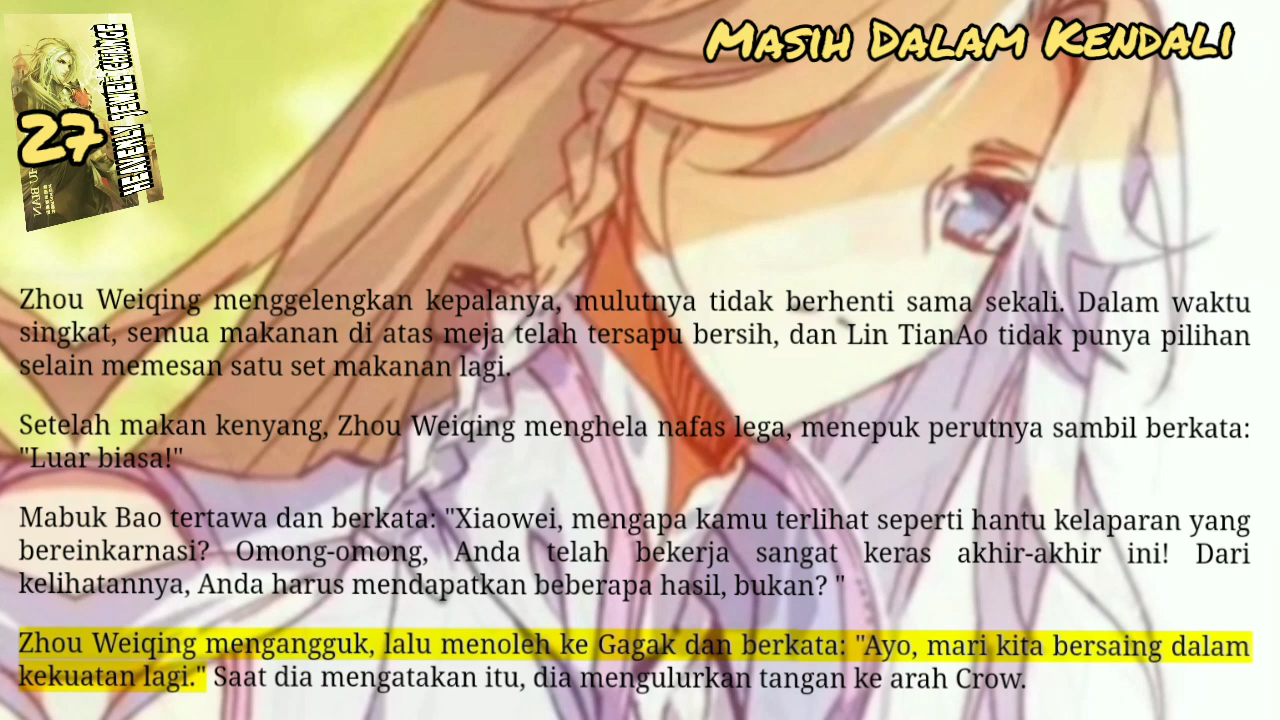 MASIH DALAM KENDALI
27
HEAVENLY JEWEL CHANGE
Zhou Weiqing menggelengkan kepalanya, mulutnya tidak berhenti sama sekali. Dalam waktu
singkat, semua makanan di atas meja telah tersapu bersih, dan Lin TianAo tidak punya pilihan
selain memesan satu set makanan lagi.
Setelah makan kenyang, Zhou Weiqing menghela nafas lega, menepuk perutnya sambil berkata:
"Luar biasa!"
Mabuk Bao tertawa dan berkata: "Xiaowei, mengapa kamu terlihat seperti hantu kelaparan yang
bereinkarnasi? Omong-omong, Anda telah bekerja sangat keras akhir-akhir ini! Dari
kelihatannya, Anda harus mendapatkan beberapa hasil, bukan? "
Zhou Weiqing mengangguk, lalu menoleh ke Gagak dan berkata: "Ayo, mari kita bersaing dalam
kekuatan lagi." Saat dia mengatakan itu, dia mengulurkan tangan ke arah Crow.